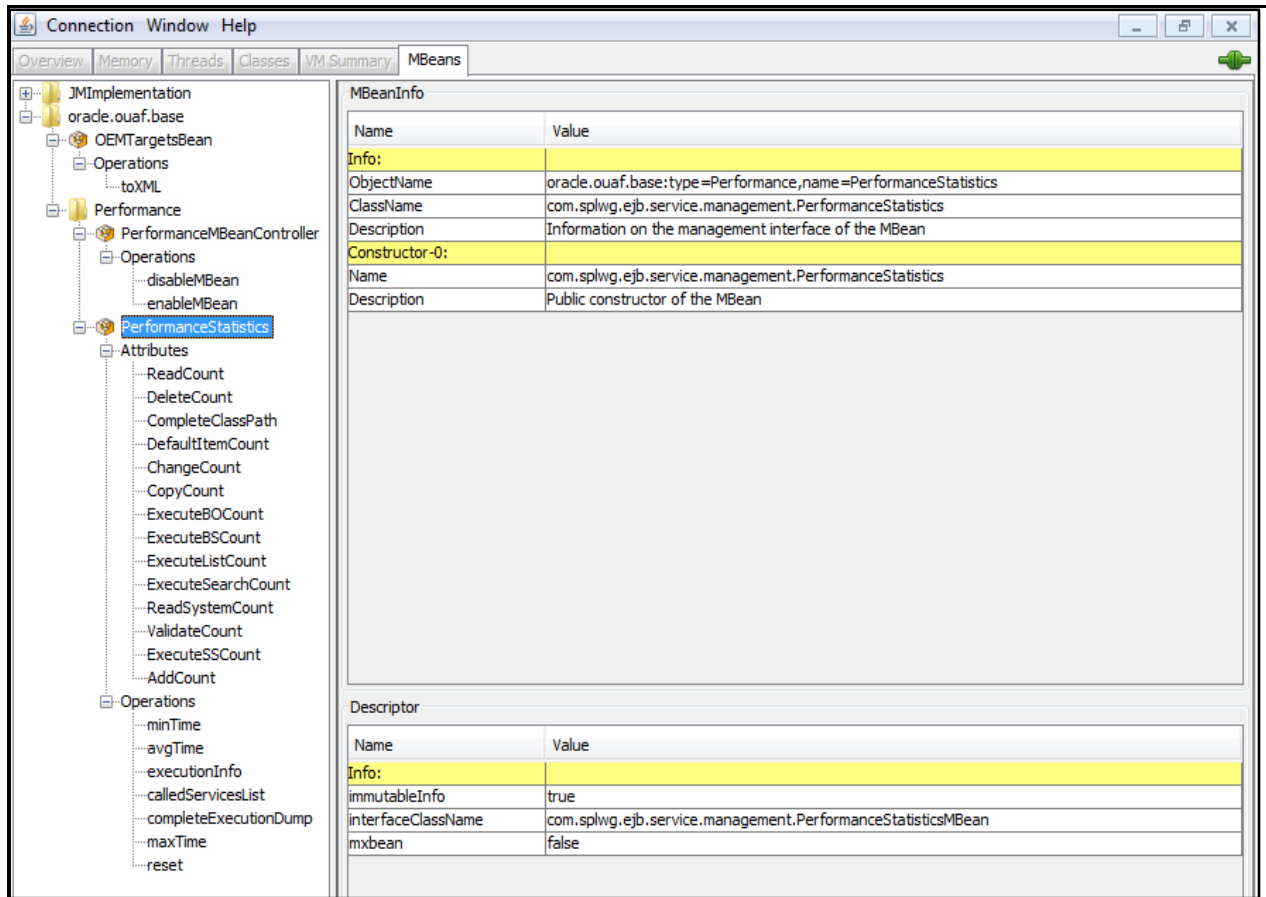 Connection Window Help
Overview Memory Threads Classes VM Summary MBeans
JMImplementation
oracle.ouaf.base
OEMTargetsBean
Operations
toXML
Performance
PerformanceMBeanController
Operations
disableMBean
enableMBean
PerformanceStatistics
Attributes
ReadCount
DeleteCount
CompleteClassPath
DefaultItemCount
ChangeCount
CopyCount
ExecuteBOCount
ExecuteBSCount
ExecuteListCount
ExecuteSearchCount
ReadSystemCount
ValidateCount
ExecuteSSCount
AddCount
Operations
minTime
avgTime
executionInfo
calledServicesList
completeExecutionDump
maxTime
reset
MBeanInfo
Name Value
Info:
ObjectName oracle.ouaf.base:type=Performance,name=PerformanceStatistics
ClassName com.splwg.ejb.service.management.PerformanceStatistics
Description Information on the management interface of the MBean
Constructor-0:
Name com.splwg.ejb.service.management.PerformanceStatistics
Description Public constructor of the MBean
Descriptor
Name Value
Info:
immutableInfo true
interfaceClassName com.splwg.ejb.service.management.PerformanceStatisticsMBean
mxbean false